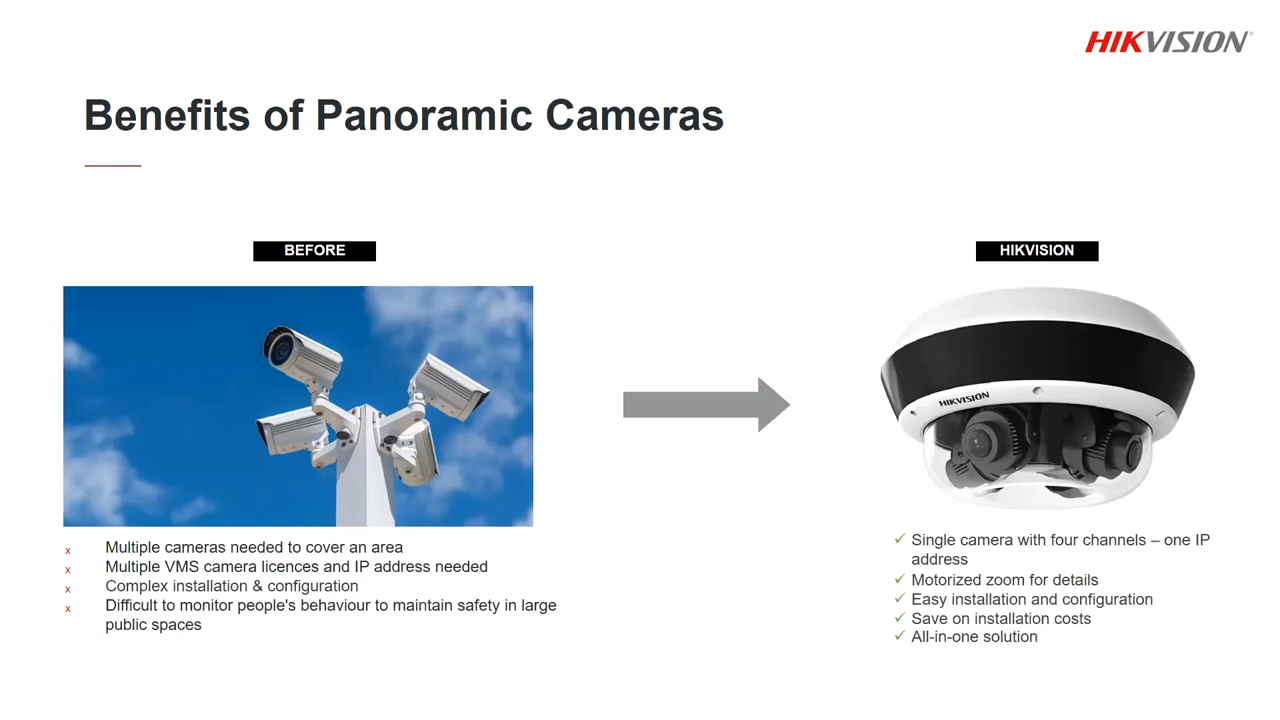 HIKVISION
Benefits of Panoramic Cameras
BEFORE
x Multiple cameras needed to cover an area
x Multiple VMS camera licences and IP address needed
x Complex installation & configuration
x Difficult to monitor people's behaviour to maintain safety in large
public spaces
HIKVISION
HIKVISION
✓ Single camera with four channels – one IP
address
✓ Motorized zoom for details
✓ Easy installation and configuration
✓ Save on installation costs
✓ All-in-one solution